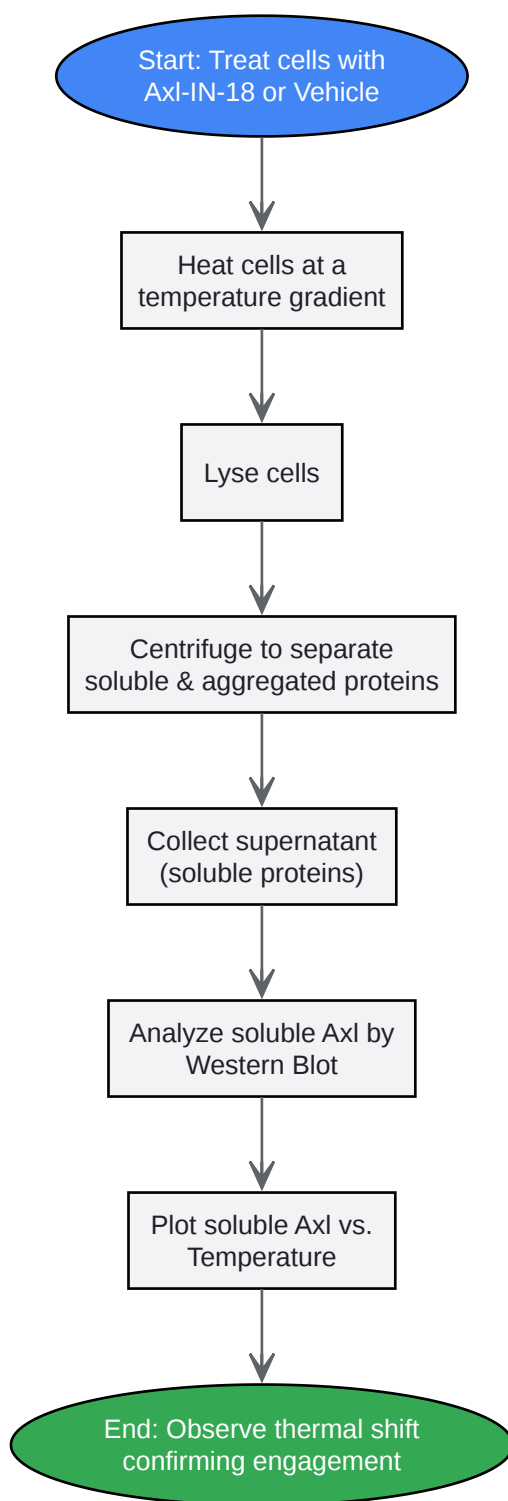 Start: Treat cells with
Axl-IN-18 or Vehicle
Heat cells at a
temperature gradient
Lyse cells
Centrifuge to separate
soluble & aggregated proteins
Collect supernatant
(soluble proteins)
Analyze soluble Axl by
Western Blot
Plot soluble Axl vs.
Temperature
End: Observe thermal shift
confirming engagement